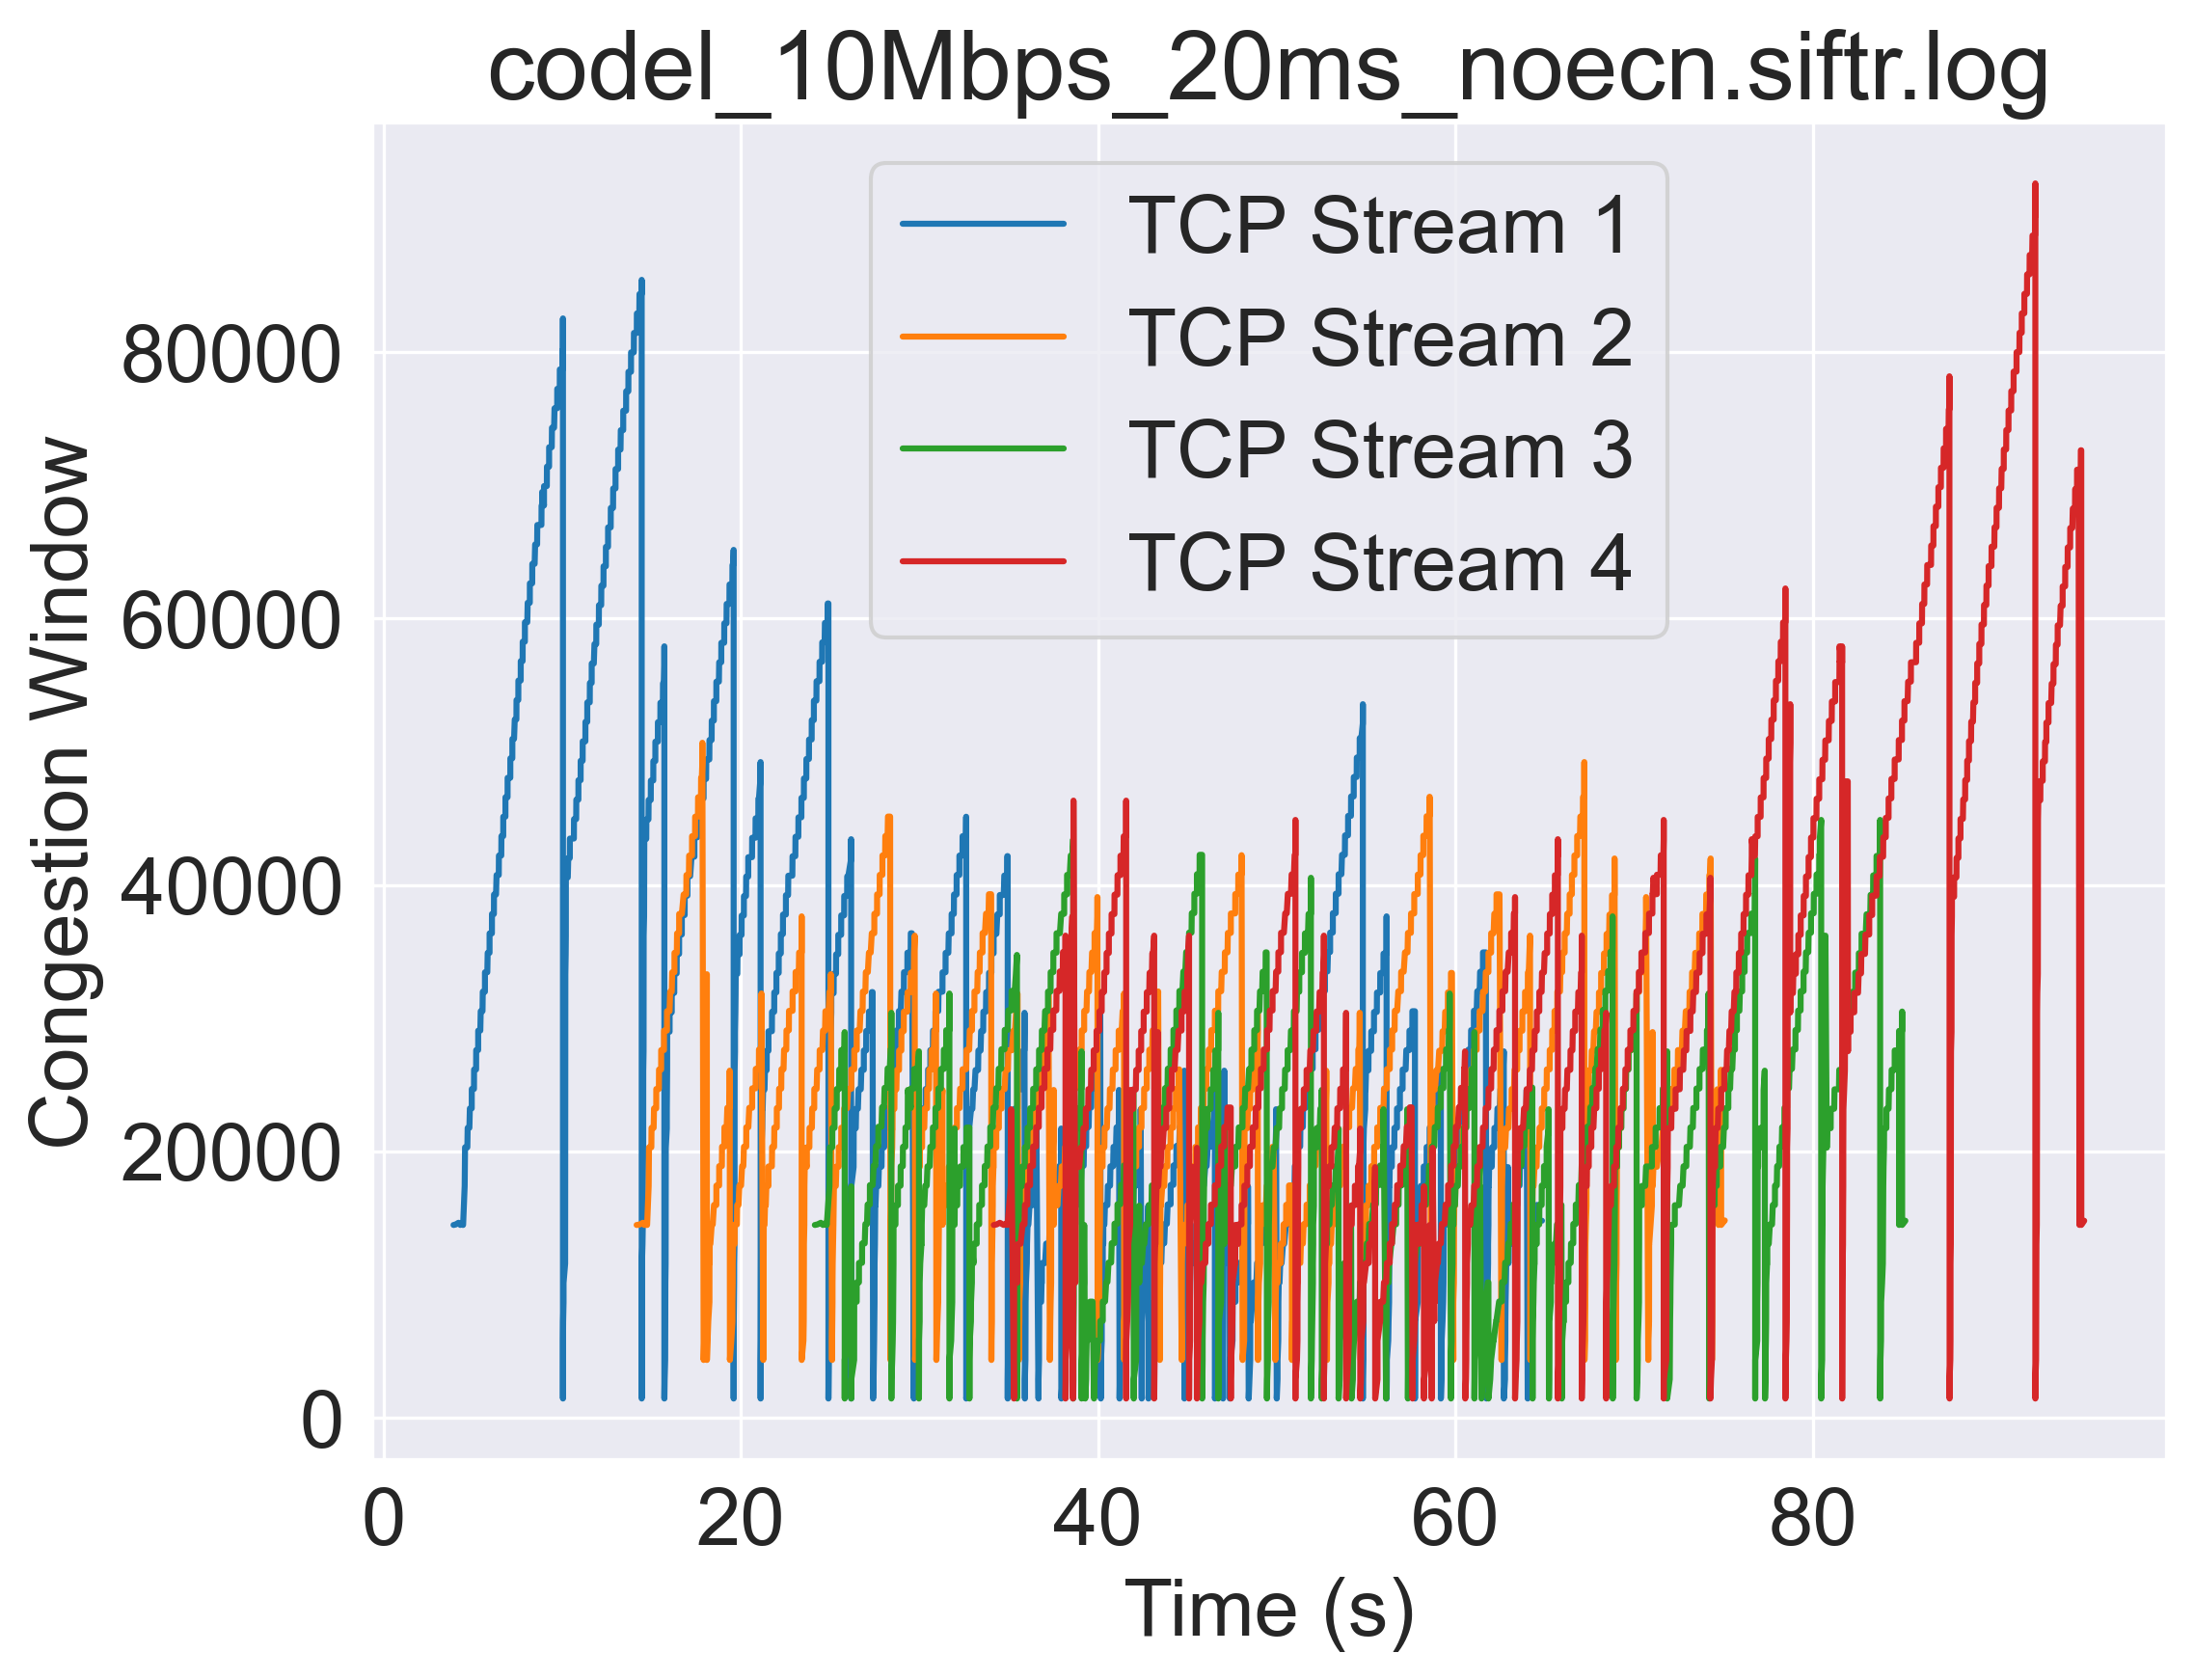 codel_10Mbps_20ms_noecn.siftr.log
TCP Stream 1
TCP Stream 2
TCP Stream 3
TCP Stream 4
Congestion Window
80000
60000
40000
20000
0
0 20 40 60 80
Time (s)